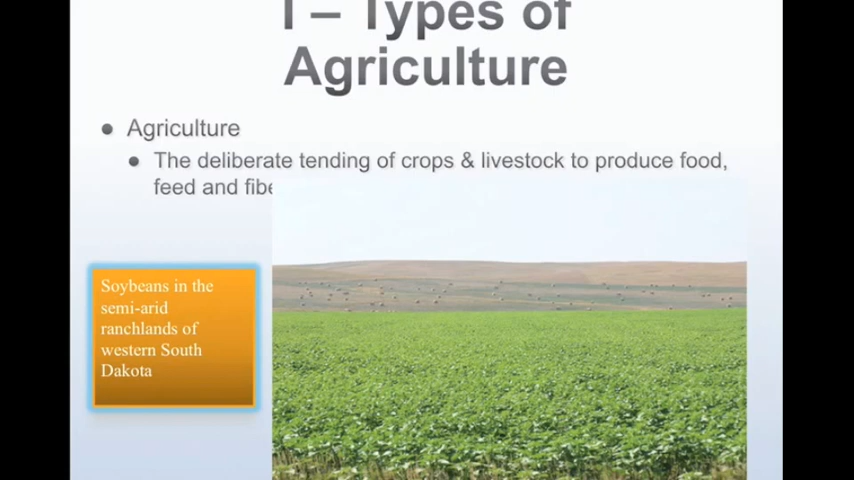 I – Types of
Agriculture
Agriculture
The deliberate tending of crops & livestock to produce food,
feed and fibe
Soybeans in the
semi-arid
ranchlands of
western South
Dakota